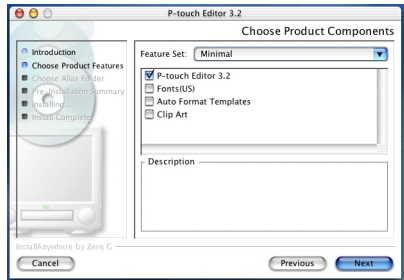 P-touch Editor 3.2
Choose Product Components
Introduction
Choose Product Features
Choose Alias Folder
Pre-Installation Summary
Installing...
Install Complete
Feature Set: Minimal
P-touch Editor 3.2
Fonts(US)
Auto Format Templates
Clip Art
Description
InstallAnywhere by Zero G
Cancel
Previous
Next